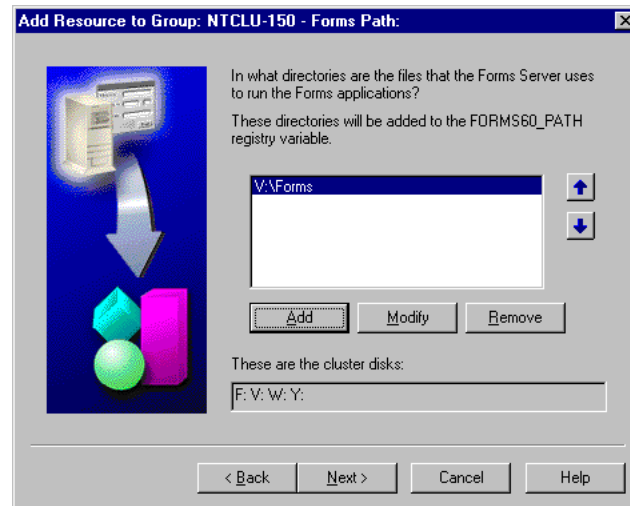 Add Resource to Group: NTCLU-150 - Forms Path:
In what directories are the files that the Forms Server uses
to run the Forms applications?
These directories will be added to the FORMS60_PATH
registry variable.
V:\Forms
Add
Modify
Remove
These are the cluster disks:
F: V: W: Y:
< Back
Next >
Cancel
Help